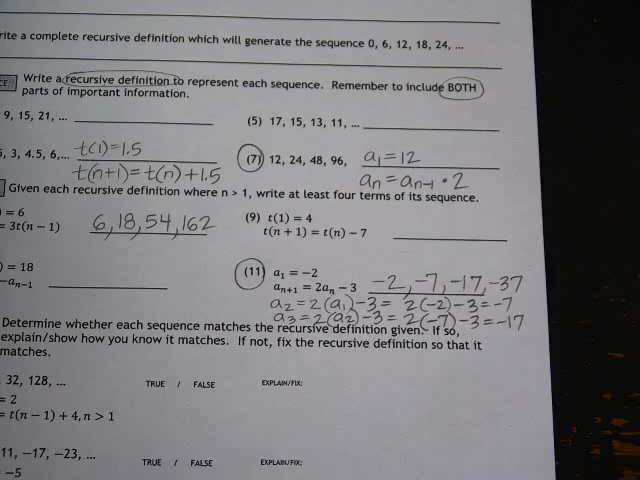 rite a complete recursive definition which will generate the sequence 0, 6, 12, 18, 24, ...
CE Write a recursive definition to represent each sequence. Remember to include BOTH
parts of important information.
9, 15, 21, ... (5) 17, 15, 13, 11, ...
5, 3, 4.5, 6,... t(1)=1.5 (7) 12, 24, 48, 96, a₁=12
t(n+1)=t(n)+1.5 aₙ=aₙ₋₁•2
Given each recursive definition where n > 1, write at least four terms of its sequence.
) = 6 6,18,54,162 (9) t(1) = 4
= 3t(n − 1) t(n + 1) = t(n) − 7
) = 18 (11) a₁ = −2
−aₙ₋₁ aₙ₊₁ = 2aₙ − 3 -2,-7,-17,-37
a₂=2(a₁)-3= 2(-2)-3=-7
a₃=2(a₂)-3=2(-7)-3=-17
Determine whether each sequence matches the recursive definition given. If so,
explain/show how you know it matches. If not, fix the recursive definition so that it
matches.
, 32, 128, ... TRUE / FALSE EXPLAIN/FIX:
= 2
= t(n − 1) + 4, n > 1
11, −17, −23, ... TRUE / FALSE EXPLAIN/FIX:
= −5